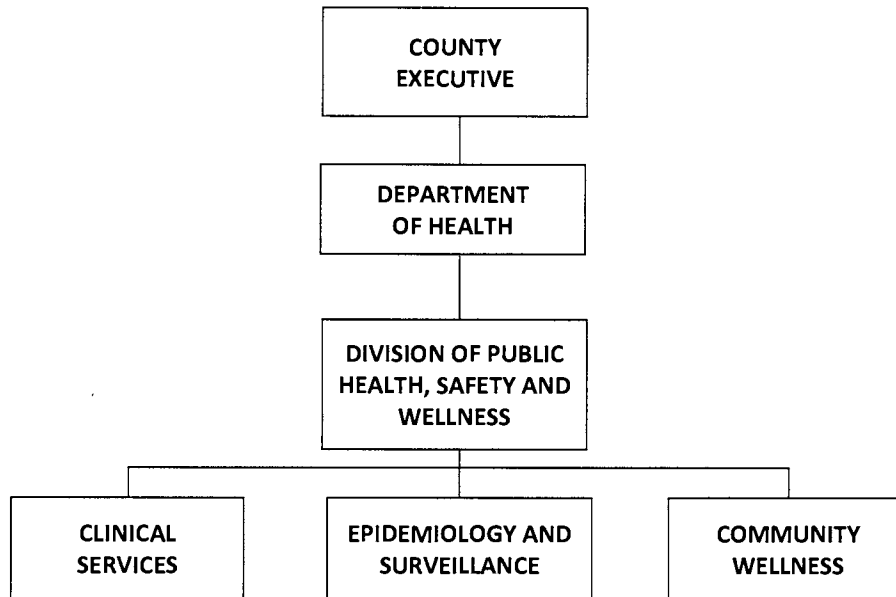 COUNTY
EXECUTIVE
DEPARTMENT
OF HEALTH
DIVISION OF PUBLIC
HEALTH, SAFETY AND
WELLNESS
CLINICAL
SERVICES
EPIDEMIOLOGY AND
SURVEILLANCE
COMMUNITY
WELLNESS